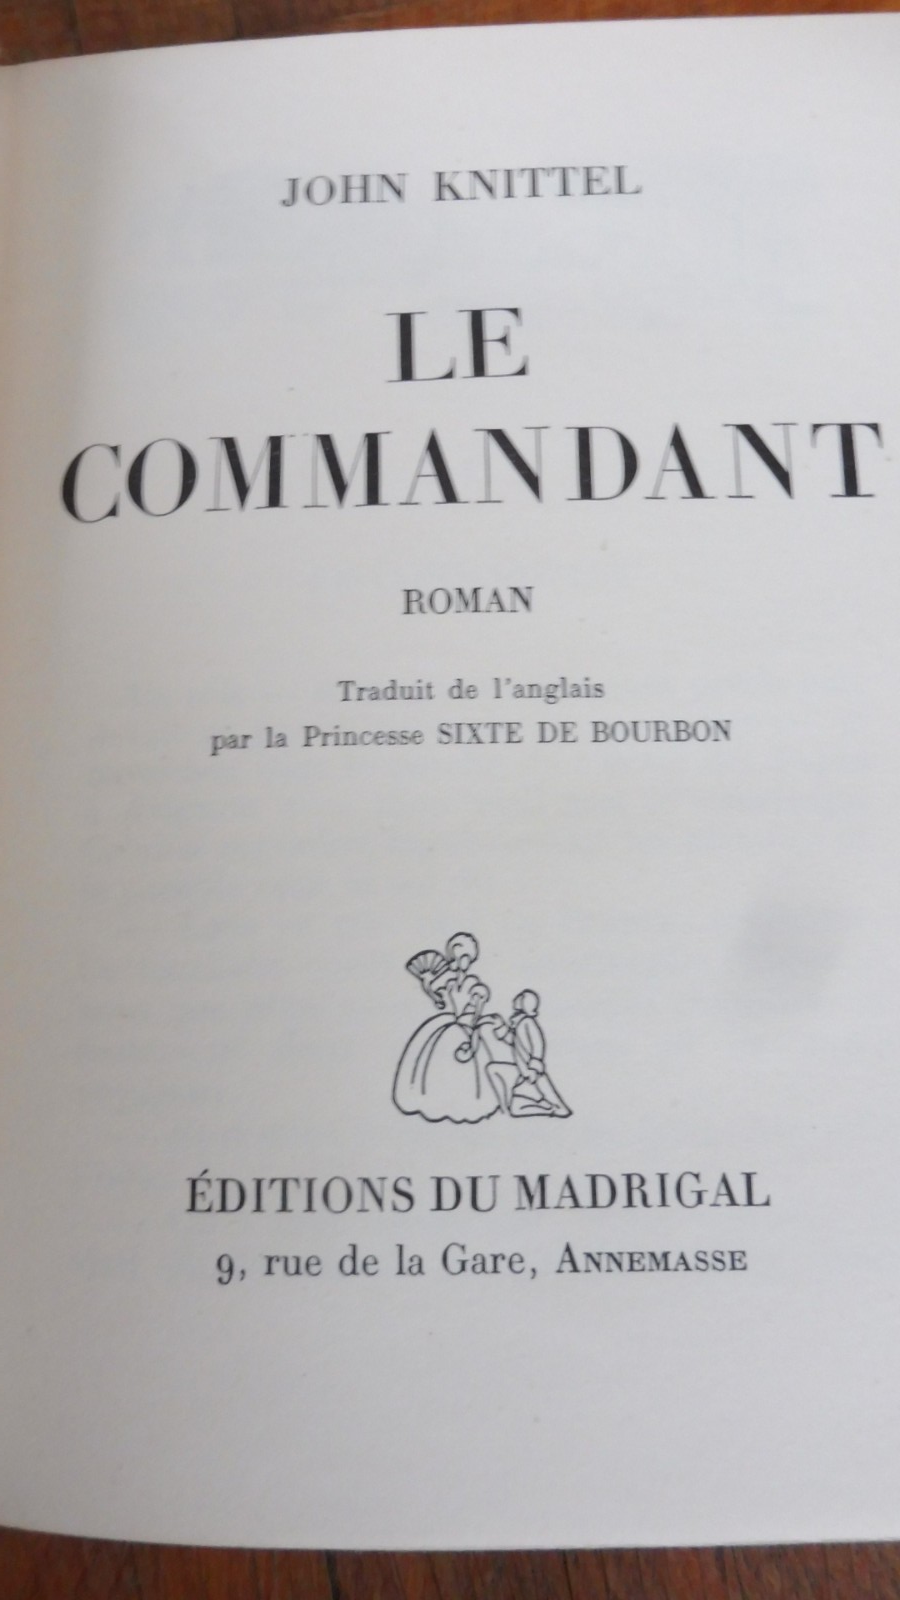 JOHN KNITTEL
LE
COMMANDANT
ROMAN
Traduit de l'anglais
par la Princesse SIXTE DE BOURBON
ÉDITIONS DU MADRIGAL
9, rue de la Gare, ANNEMASSE